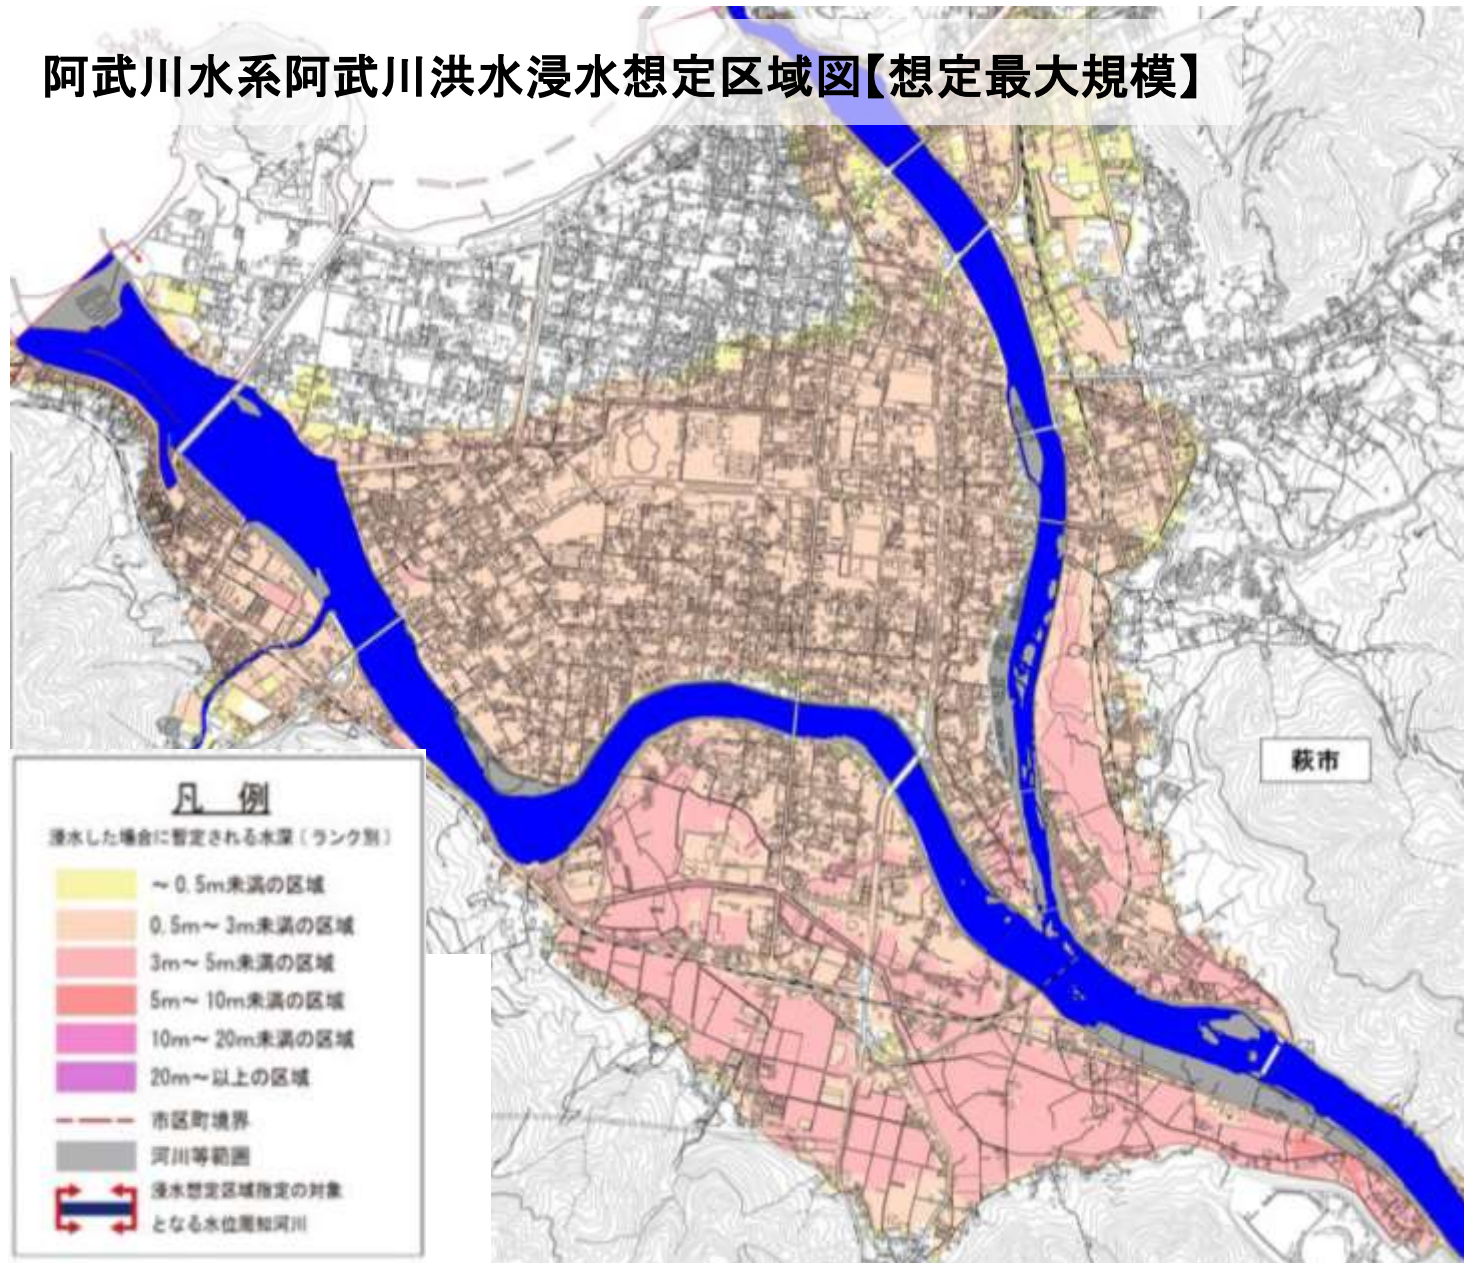 阿武川水系阿武川洪水浸水想定区域図【想定最大規模】
萩市
凡 例
浸水した場合に暫定される水深（ランク別）
～0.5m未満の区域
0.5m～3m未満の区域
3m～5m未満の区域
5m～10m未満の区域
10m～20m未満の区域
20m～以上の区域
市区町境界
河川等範囲
浸水想定区域指定の対象
となる水位周知河川